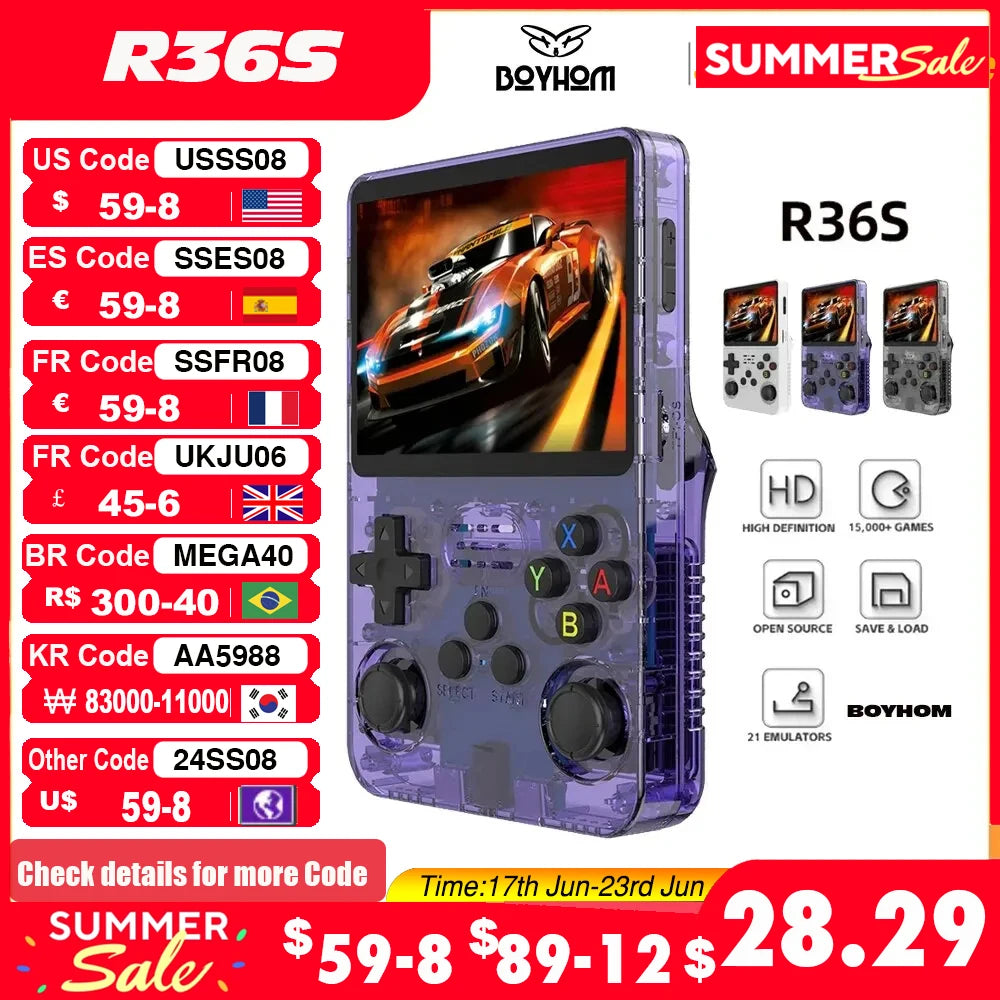 R36S
BOYHOM
SUMMER Sale
US Code USSS08
$ 59-8
ES Code SSES08
€ 59-8
FR Code SSFR08
€ 59-8
FR Code UKJU06
£ 45-6
BR Code MEGA40
R$ 300-40
KR Code AA5988
₩ 83000-11000
Other Code 24SS08
U$ 59-8
Check details for more Code
R36S
HD
HIGH DEFINITION
15,000+ GAMES
OPEN SOURCE
SAVE & LOAD
21 EMULATORS
BOYHOM
X
Y
A
B
FN
SELECT
START
Time:17th Jun-23rd Jun
SUMMER
Sale
$59-8 $89-12 $28.29